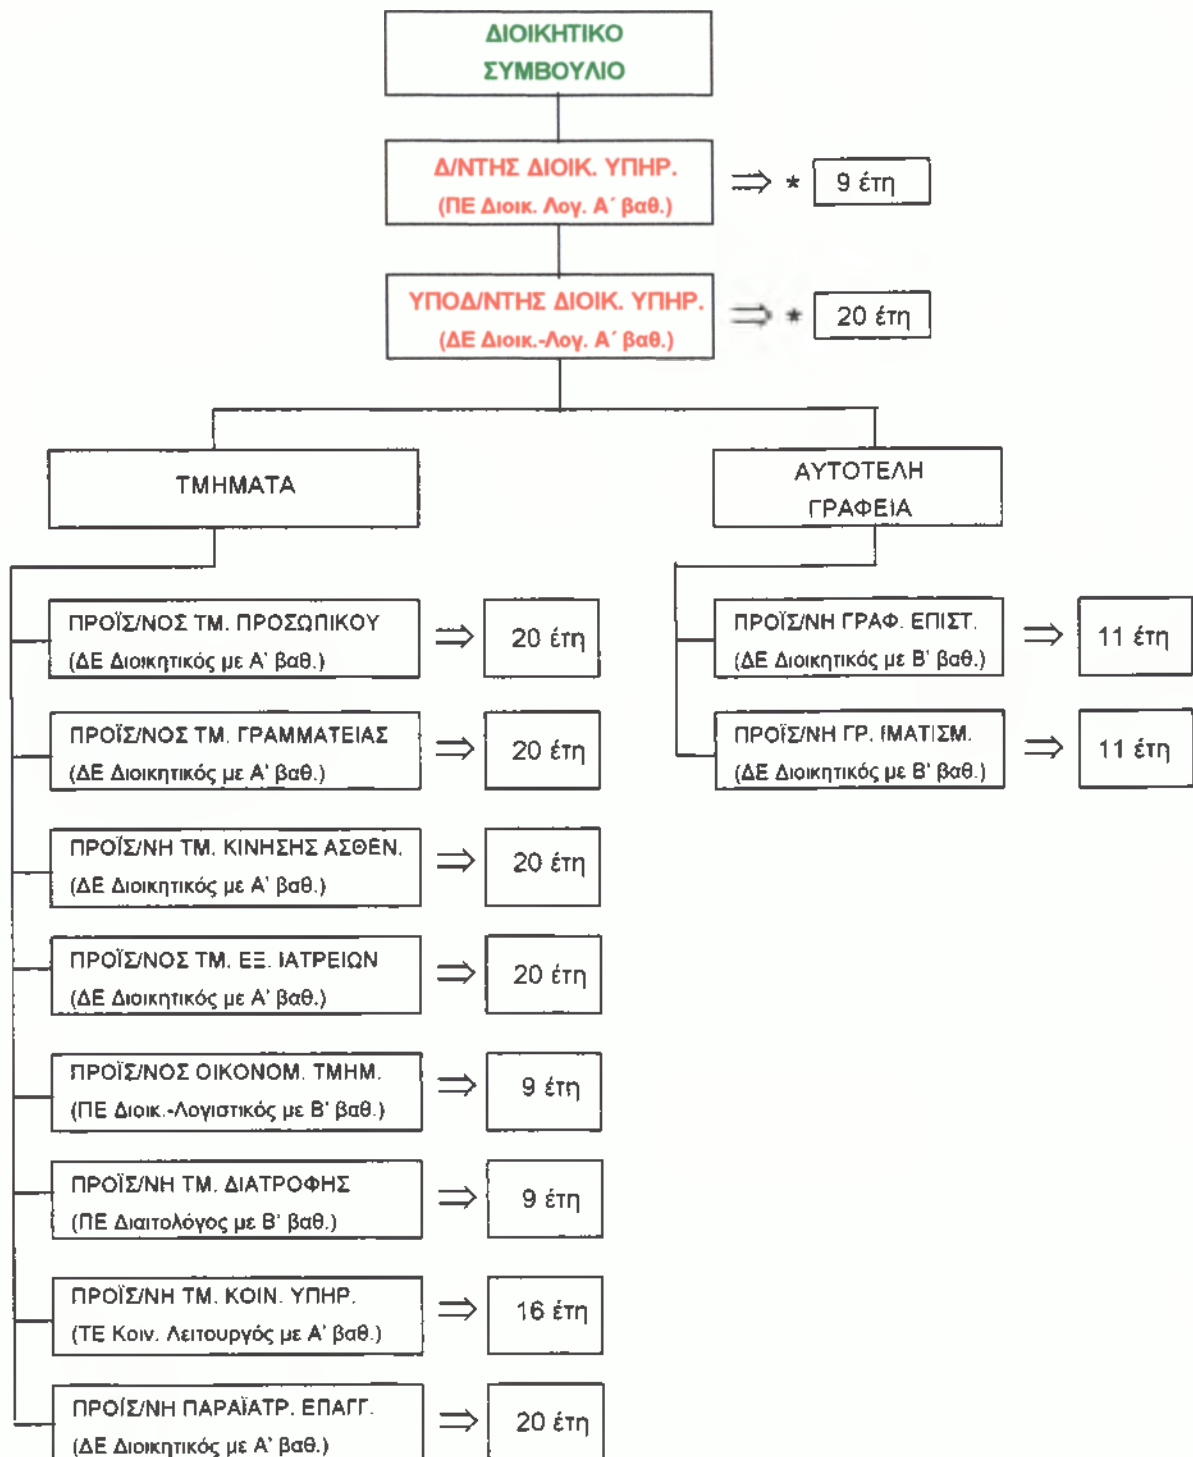 ΔΙΟΙΚΗΤΙΚΟ
ΣΥΜΒΟΥΛΙΟ
Δ/ΝΤΗΣ ΔΙΟΙΚ. ΥΠΗΡ.
(ΠΕ Διοικ. Λογ. Α΄ βαθ.)
⇒ * 9 έτη
ΥΠΟΔ/ΝΤΗΣ ΔΙΟΙΚ. ΥΠΗΡ.
(ΔΕ Διοικ.-Λογ. Α΄ βαθ.)
⇒ * 20 έτη
ΤΜΗΜΑΤΑ
ΠΡΟΪΣ/ΝΟΣ ΤΜ. ΠΡΟΣΩΠΙΚΟΥ
(ΔΕ Διοικητικός με Α' βαθ.)
⇒ 20 έτη
ΠΡΟΪΣ/ΝΟΣ ΤΜ. ΓΡΑΜΜΑΤΕΙΑΣ
(ΔΕ Διοικητικός με Α' βαθ.)
⇒ 20 έτη
ΠΡΟΪΣ/ΝΗ ΤΜ. ΚΙΝΗΣΗΣ ΑΣΘΕΝ.
(ΔΕ Διοικητικός με Α' βαθ.)
⇒ 20 έτη
ΠΡΟΪΣ/ΝΟΣ ΤΜ. ΕΞ. ΙΑΤΡΕΙΩΝ
(ΔΕ Διοικητικός με Α' βαθ.)
⇒ 20 έτη
ΠΡΟΪΣ/ΝΟΣ ΟΙΚΟΝΟΜ. ΤΜΗΜ.
(ΠΕ Διοικ.-Λογιστικός με Β' βαθ.)
⇒ 9 έτη
ΠΡΟΪΣ/ΝΗ ΤΜ. ΔΙΑΤΡΟΦΗΣ
(ΠΕ Διαιτολόγος με Β' βαθ.)
⇒ 9 έτη
ΠΡΟΪΣ/ΝΗ ΤΜ. ΚΟΙΝ. ΥΠΗΡ.
(ΤΕ Κοιν. Λειτουργός με Α' βαθ.)
⇒ 16 έτη
ΠΡΟΪΣ/ΝΗ ΠΑΡΑΪΑΤΡ. ΕΠΑΓΓ.
(ΔΕ Διοικητικός με Α' βαθ.)
⇒ 20 έτη
ΑΥΤΟΤΕΛΗ
ΓΡΑΦΕΙΑ
ΠΡΟΪΣ/ΝΗ ΓΡΑΦ. ΕΠΙΣΤ.
(ΔΕ Διοικητικός με Β' βαθ.)
⇒ 11 έτη
ΠΡΟΪΣ/ΝΗ ΓΡ. ΙΜΑΤΙΣΜ.
(ΔΕ Διοικητικός με Β' βαθ.)
⇒ 11 έτη